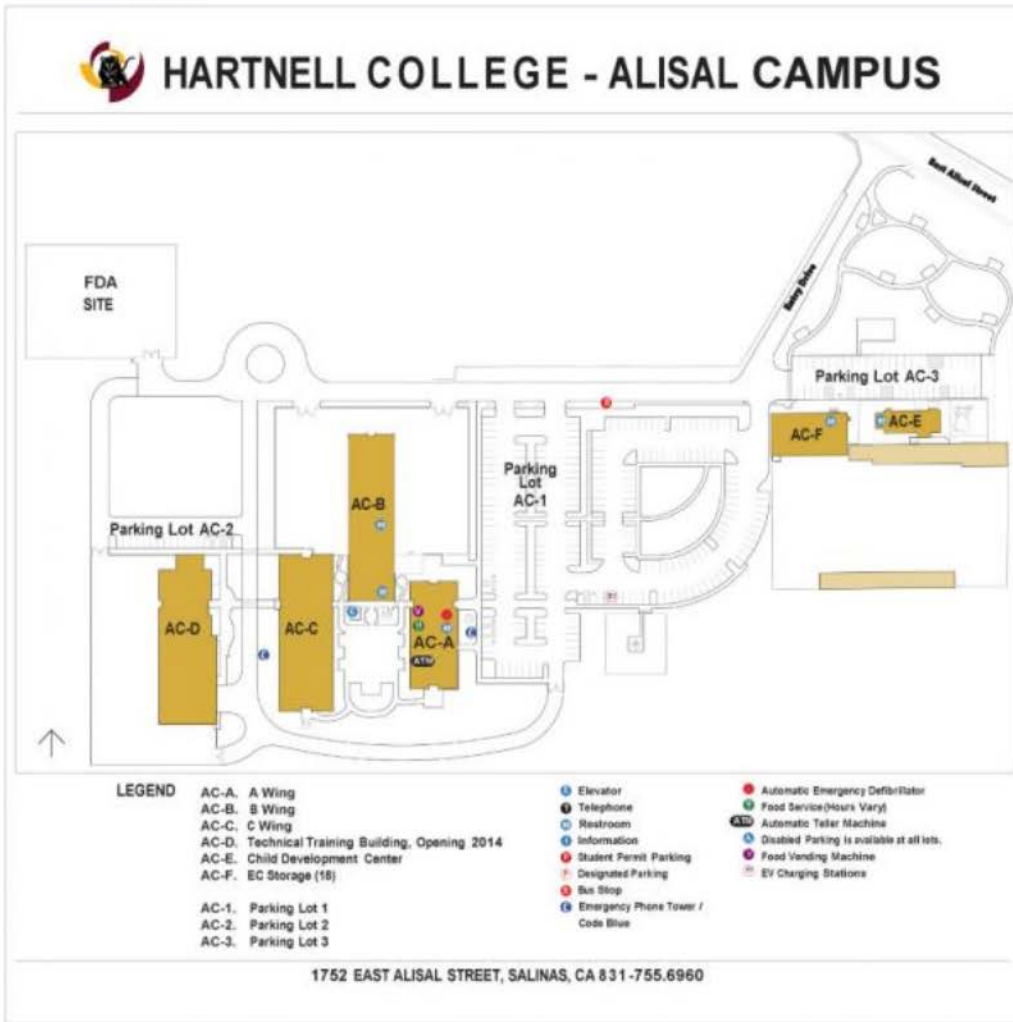 HARTNELL COLLEGE - ALISAL CAMPUS
East Alisal Street
FDA
SITE
Entry Drive
Parking Lot AC-3
AC-F
AC-E
Parking
Lot
AC-1
AC-B
Parking Lot AC-2
AC-D
AC-C
AC-A
ATM
LEGEND
AC-A. A Wing
AC-B. B Wing
AC-C. C Wing
AC-D. Technical Training Building, Opening 2014
AC-E. Child Development Center
AC-F. EC Storage (18)
AC-1. Parking Lot 1
AC-2. Parking Lot 2
AC-3. Parking Lot 3
Elevator
Telephone
Restroom
Information
Student Permit Parking
Designated Parking
Bus Stop
Emergency Phone Tower /
Code Blue
Automatic Emergency Defibrillator
Food Service(Hours Vary)
ATM Automatic Teller Machine
Disabled Parking is available at all lots.
Food Vending Machine
EV Charging Stations
1752 EAST ALISAL STREET, SALINAS, CA 831-755.6960